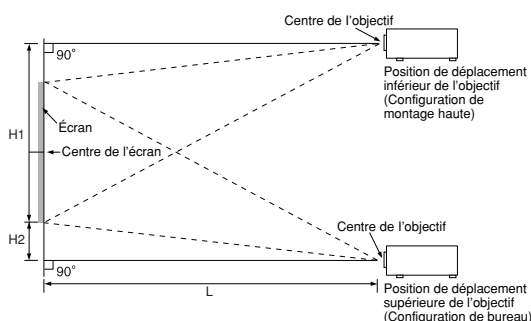 Centre de l'objectif
90˚
Position de déplacement
inférieur de l'objectif
(Configuration de
montage haute)
H1
Écran
Centre de l'écran
H2
Centre de l'objectif
90˚
L
Position de déplacement
supérieure de l'objectif
(Configuration de bureau)